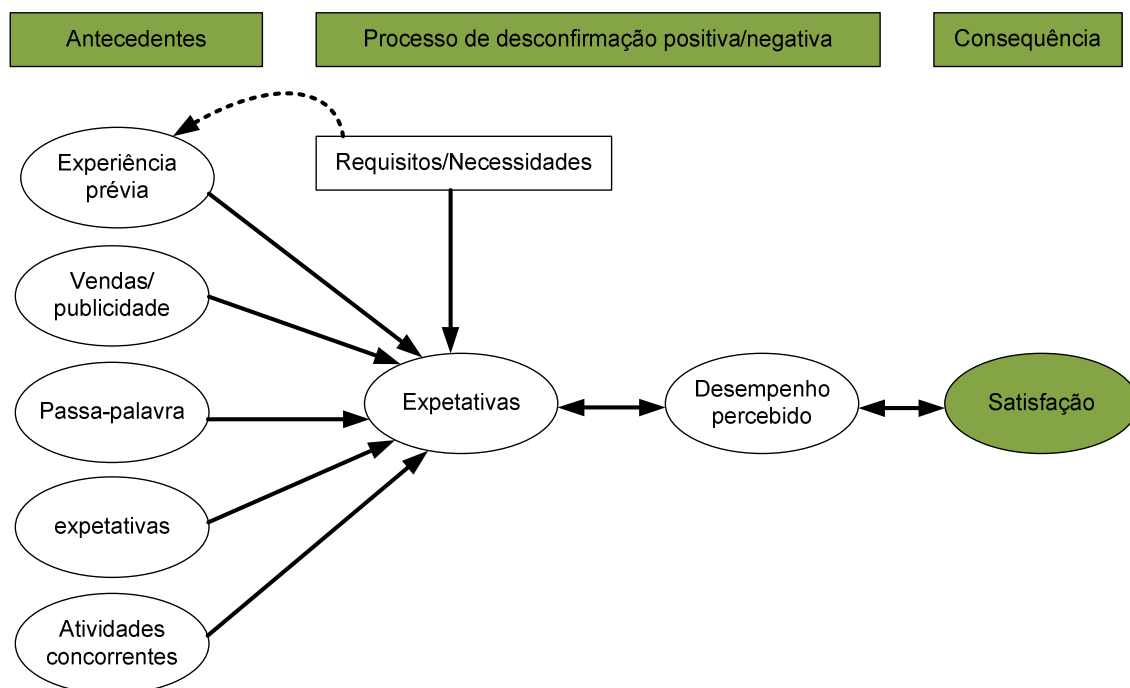 Antecedentes
Processo de desconfirmação positiva/negativa
Consequência
Experiência
prévia
Requisitos/Necessidades
Vendas/
publicidade
Passa-palavra
Expetativas
Desempenho
percebido
Satisfação
expetativas
Atividades
concorrentes